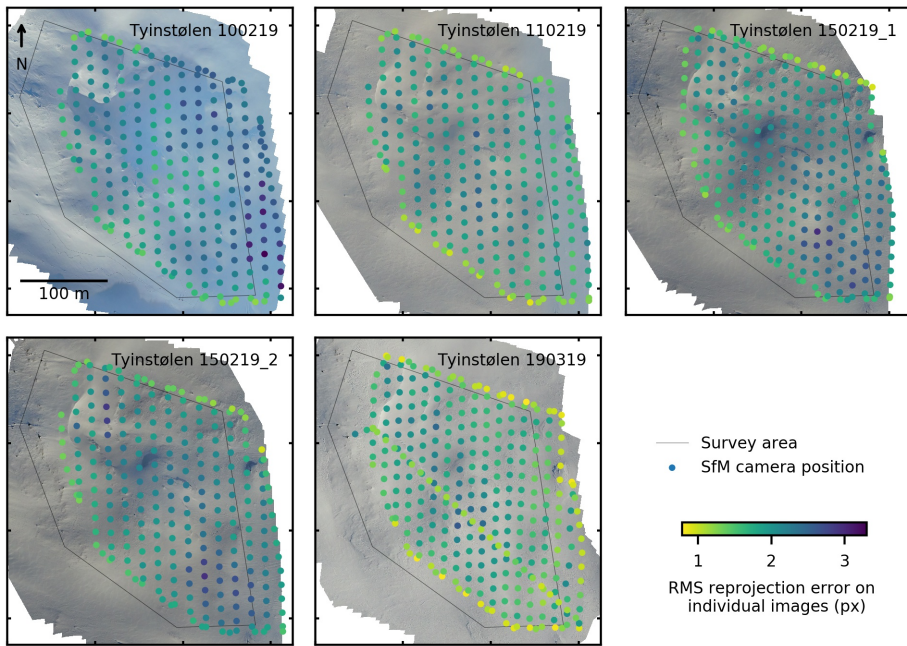 Tyinstølen 100219
N
100 m
Tyinstølen 110219
Tyinstølen 150219_1
Tyinstølen 150219_2
Tyinstølen 190319
Survey area
SfM camera position
1 2 3
RMS reprojection error on
individual images (px)